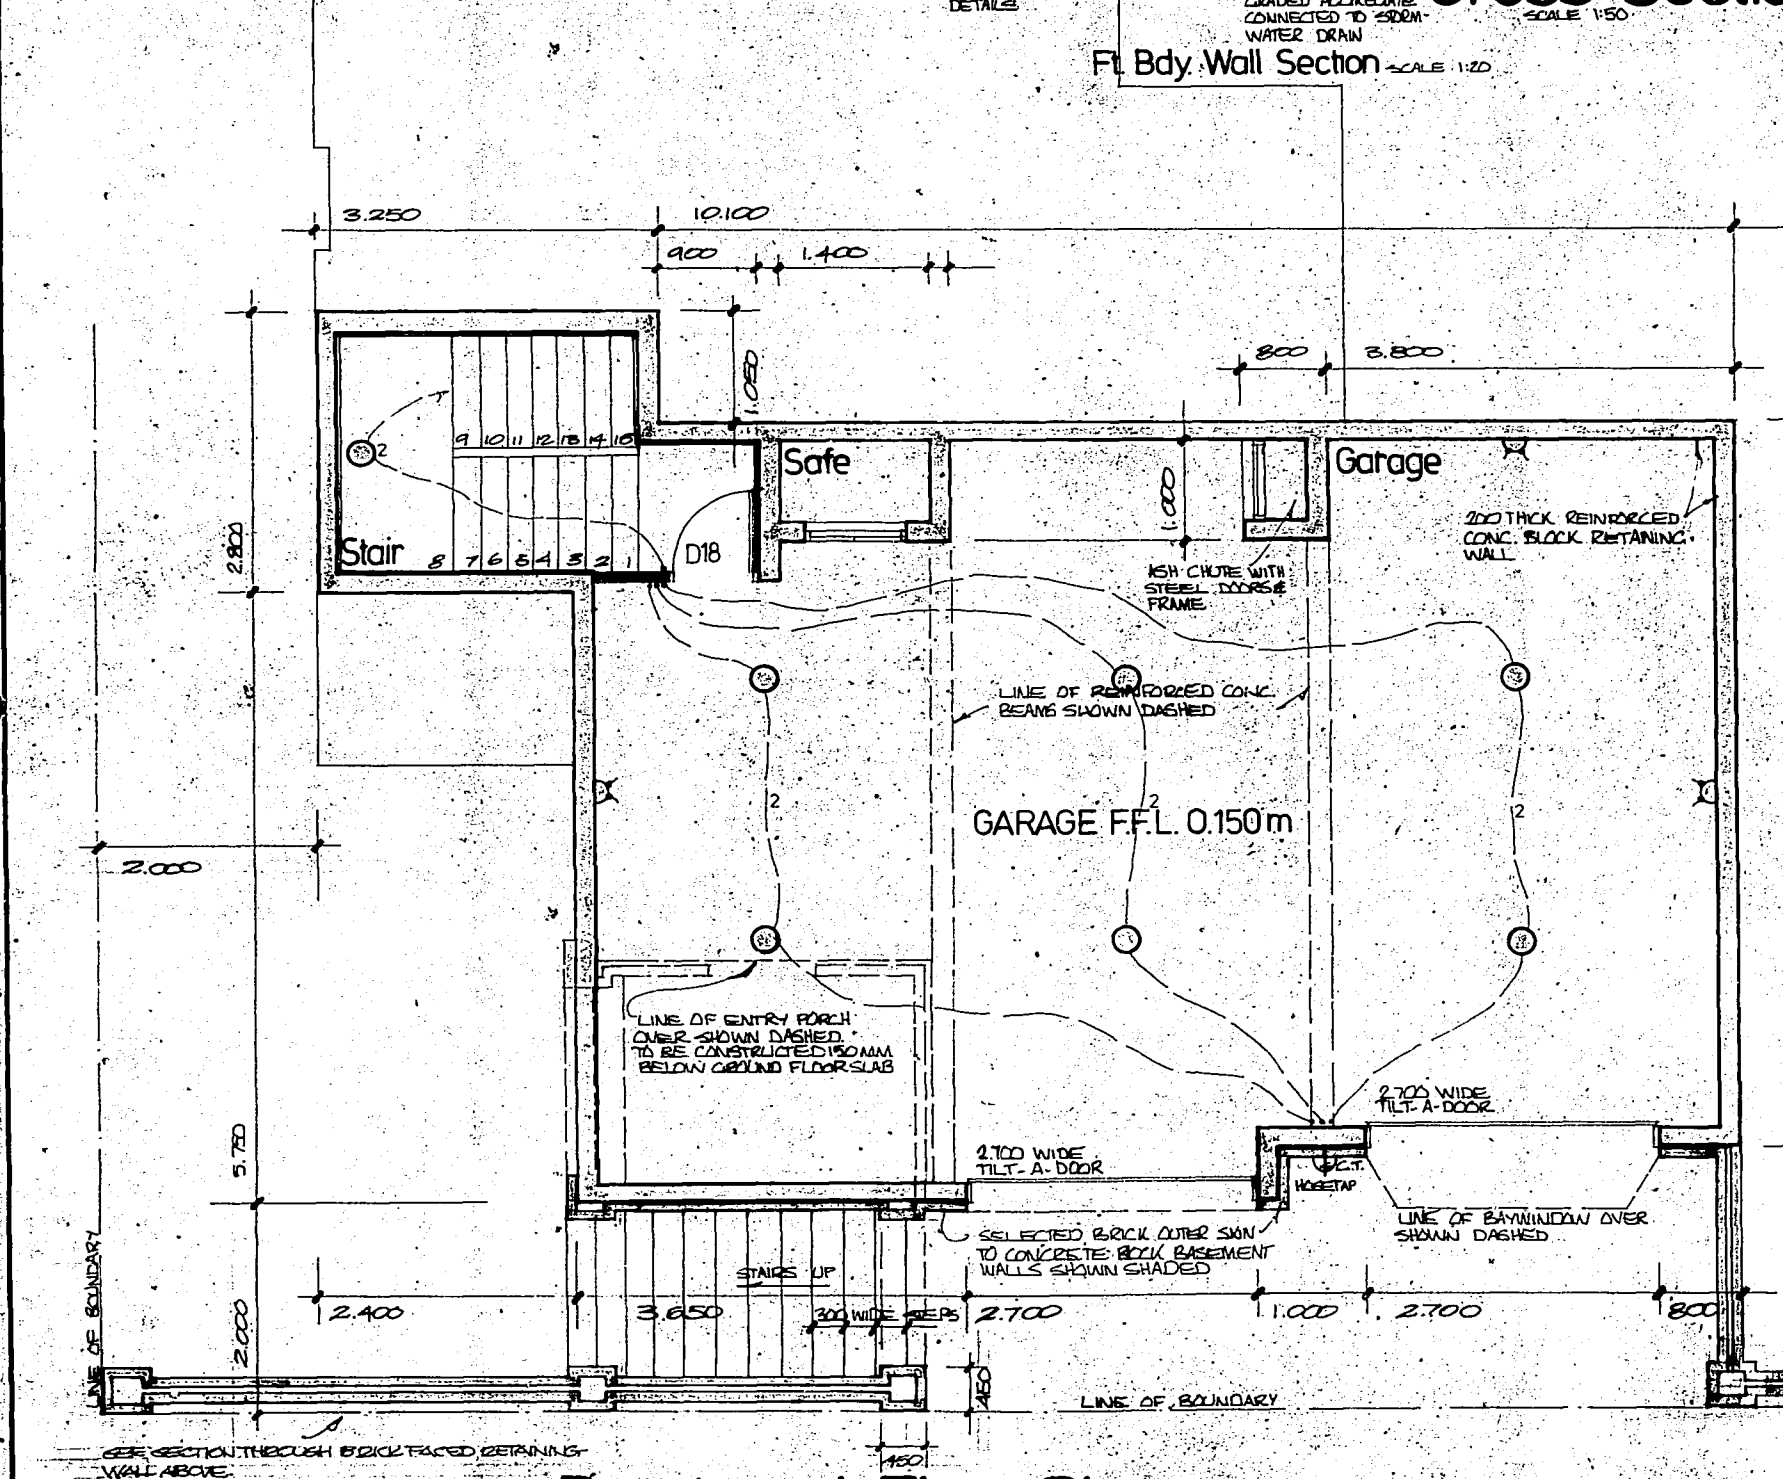 DETAILS
GRADED AGGREGATE
CONNECTED TO STORM-
WATER DRAIN
SCALE 1:50
Ft. Bdy. Wall Section SCALE 1:20
3.250
10.100
900
1.400
1.050
800
3.800
9 10 11 12 13 14 15
2
Safe
Garage
1.000
200 THICK REINFORCED
CONC. BLOCK RETAINING
WALL
2.800
Stair
8 7 6 5 4 3 2 1
D18
ASH CHUTE WITH
STEEL DOORS &
FRAME
LINE OF REINFORCED CONC.
BEAMS SHOWN DASHED
2
2
2
GARAGE F.F.L. 0.150m
2.000
LINE OF ENTRY PORCH
OVER SHOWN DASHED.
TO BE CONSTRUCTED 150MM
BELOW GROUND FLOOR SLAB
2.700 WIDE
TILT-A-DOOR
5.750
2.700 WIDE
TILT-A-DOOR
C.T.
HOSETAP
LINE OF BAYWINDOW OVER
SHOWN DASHED
SELECTED BRICK OUTER SKIN
TO CONCRETE BLOCK BASEMENT
WALLS SHOWN SHADED
STAIRS UP
LINE OF BOUNDARY
2.400
3.650
300 WIDE STEPS
2.700
1.000
2.700
800
2.000
450
LINE OF BOUNDARY
SEE SECTION THROUGH BRICK FACED RETAINING
WALL ABOVE
450